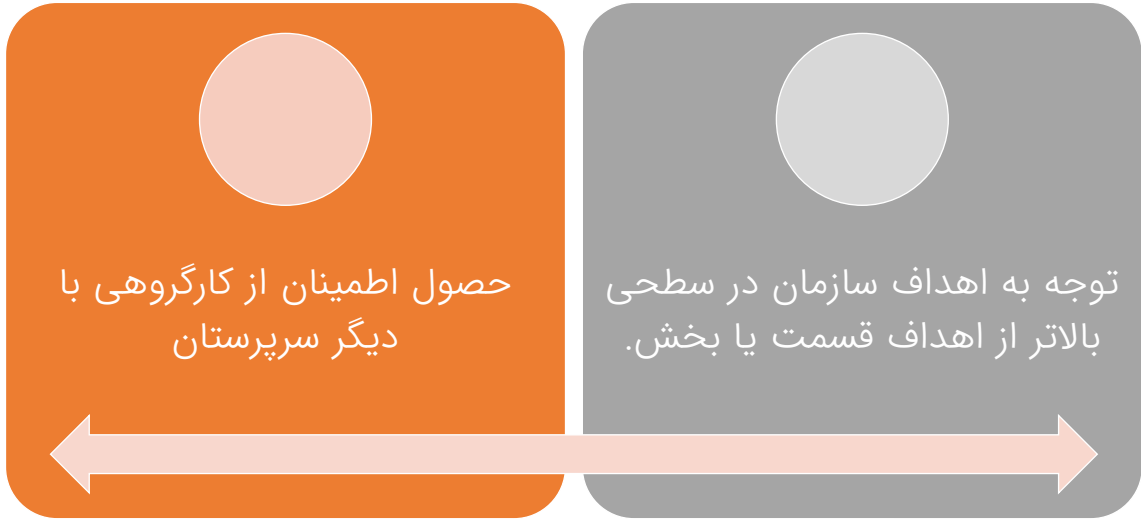 توجه به اهداف سازمان در سطحی
بالاتر از اهداف قسمت یا بخش.
حصول اطمینان از کارگروهی با
دیگر سرپرستان